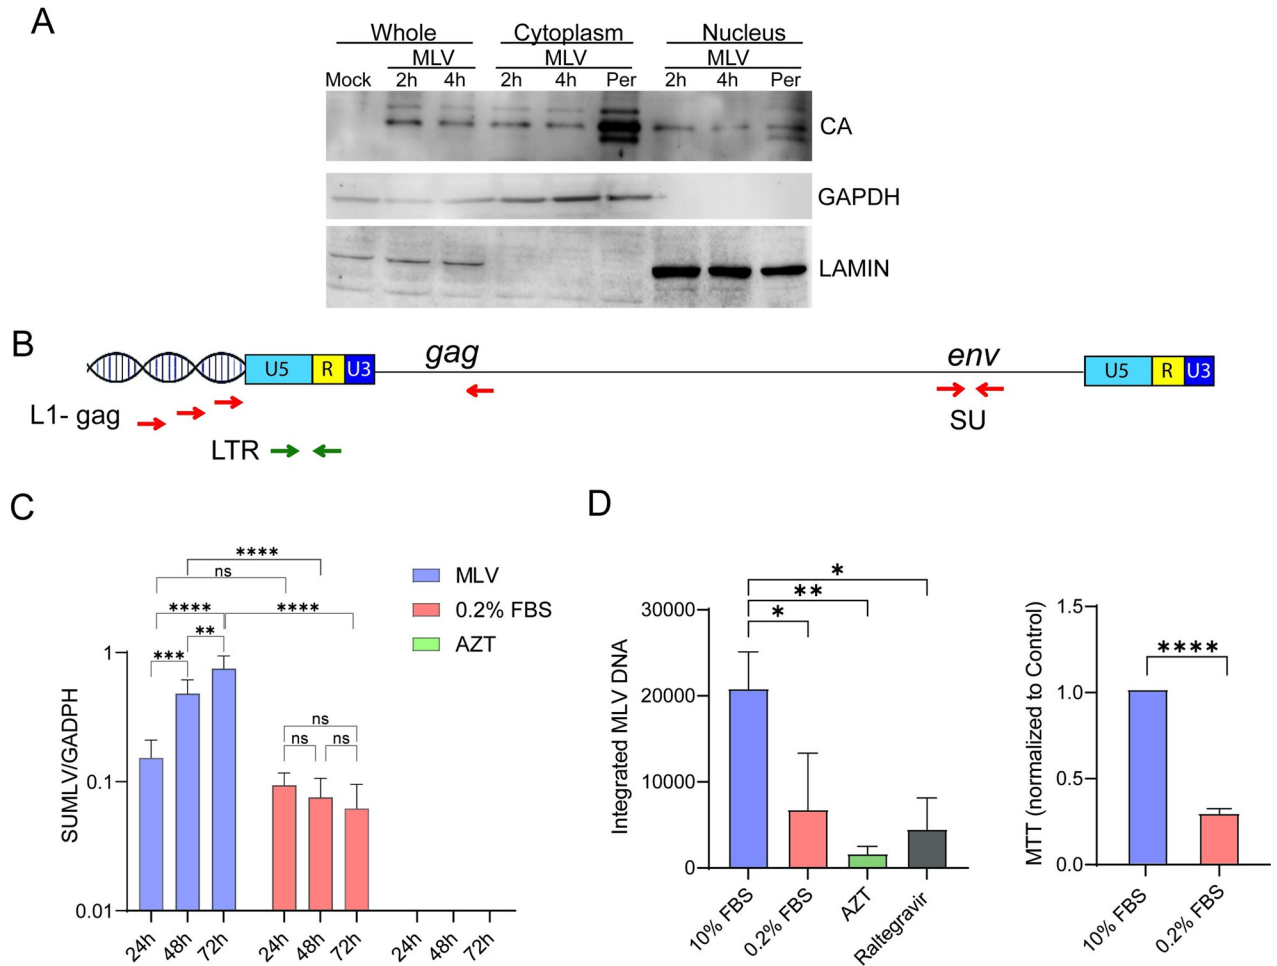 A
Whole Cytoplasm Nucleus
MLV MLV MLV
Mock 2h 4h 2h 4h Per 2h 4h Per
CA
GAPDH
LAMIN
B
gag env
U5 R U3 U5 R U3
L1- gag
SU
LTR
C
SUMLV/GADPH
1
0.1
0.01
****
ns
**** ****
**
***
ns
ns ns
MLV
0.2% FBS
AZT
24h 48h 72h 24h 48h 72h 24h 48h 72h
D
Integrated MLV DNA
30000
20000
10000
0
*
**
*
10% FBS 0.2% FBS AZT Raltegravir
MTT (normalized to Control)
1.5
1.0
0.5
0.0
****
10% FBS 0.2% FBS